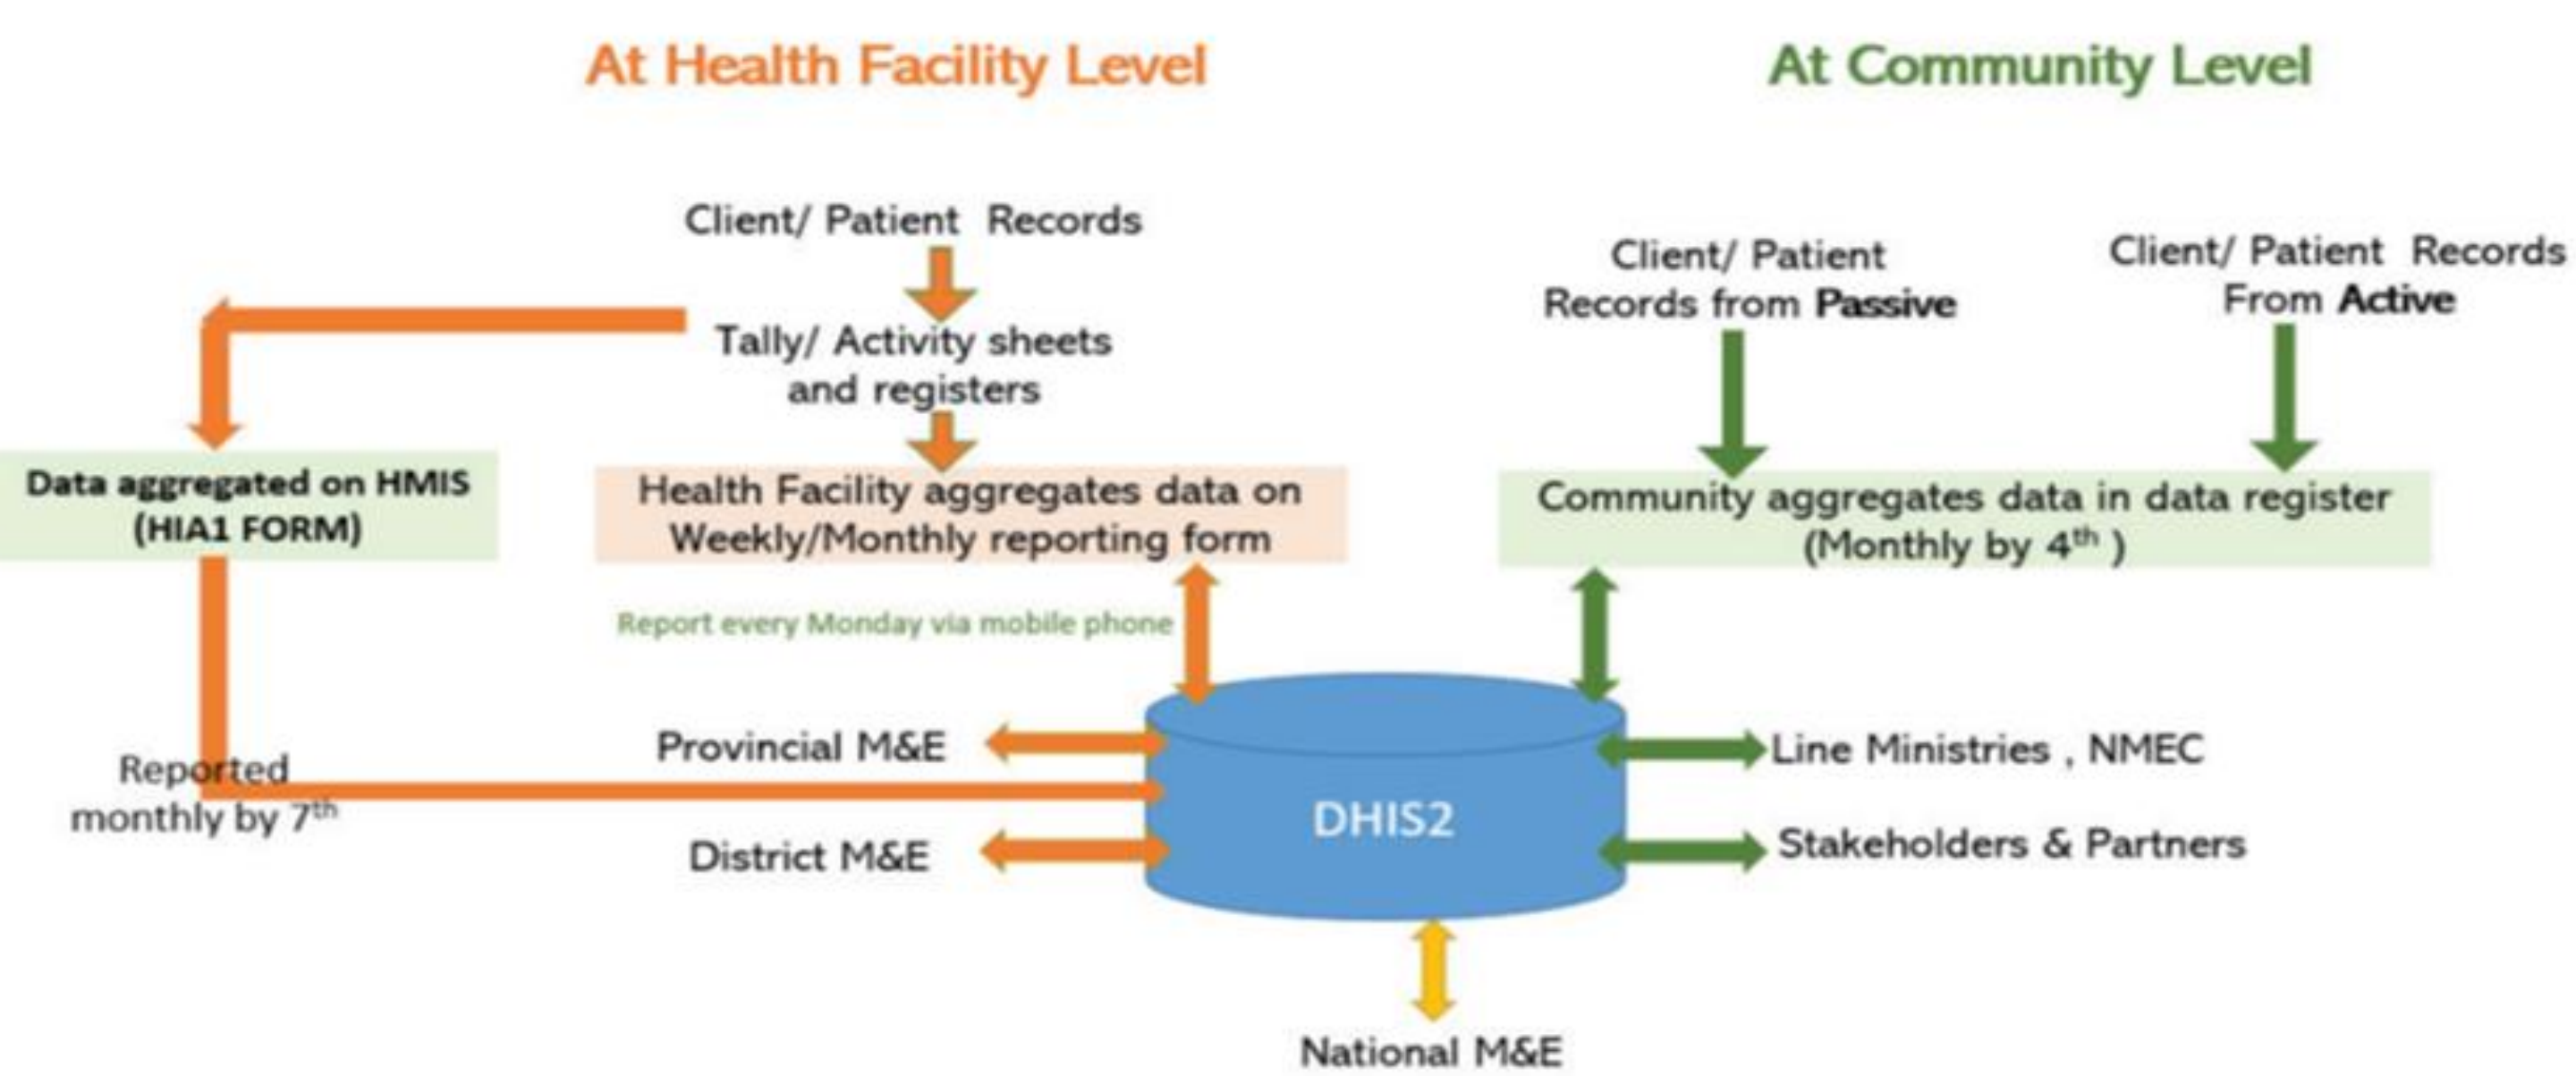 At Health Facility Level
At Community Level
Client/ Patient Records
Tally/ Activity sheets
and registers
Client/ Patient
Records from Passive
Client/ Patient Records
From Active
Data aggregated on HMIS
(HIA1 FORM)
Health Facility aggregates data on
Weekly/Monthly reporting form
Community aggregates data in data register
(Monthly by 4th )
Report every Monday via mobile phone
Reported
monthly by 7th
Provincial M&E
District M&E
DHIS2
Line Ministries , NMEC
Stakeholders & Partners
National M&E